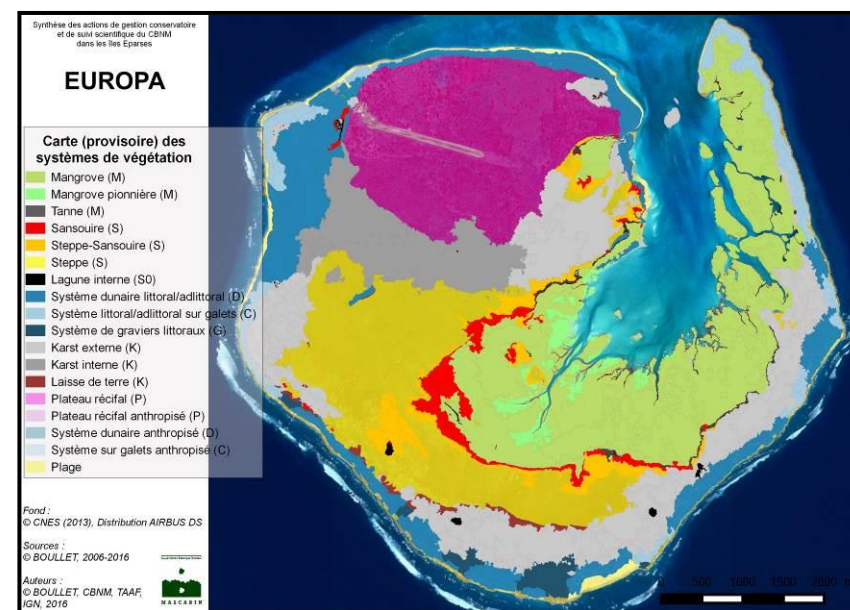 Synthèse des actions de gestion conservatoire
et de suivi scientifique du CBNM
dans les Iles Eparses
EUROPA
Carte (provisoire) des
systèmes de végétation
Mangrove (M)
Mangrove pionnière (M)
Tanne (M)
Sansouire (S)
Steppe-Sansouire (S)
Steppe (S)
Lagune interne (S0)
Système dunaire littoral/adlittoral (D)
Système littoral/adlittoral sur galets (C)
Système de graviers littoraux (G)
Karst externe (K)
Karst interne (K)
Laisse de terre (K)
Plateau récifal (P)
Plateau récifal anthropisé (P)
Système dunaire anthropisé (D)
Système sur galets anthropisé (C)
Plage
Fond :
© CNES (2013), Distribution AIRBUS DS
Sources :
© BOULLET, 2006-2016
Auteurs :
© BOULLET, CBNM, TAAF,
IGN, 2016
MASCARIN
0 500 1000 1500 2000